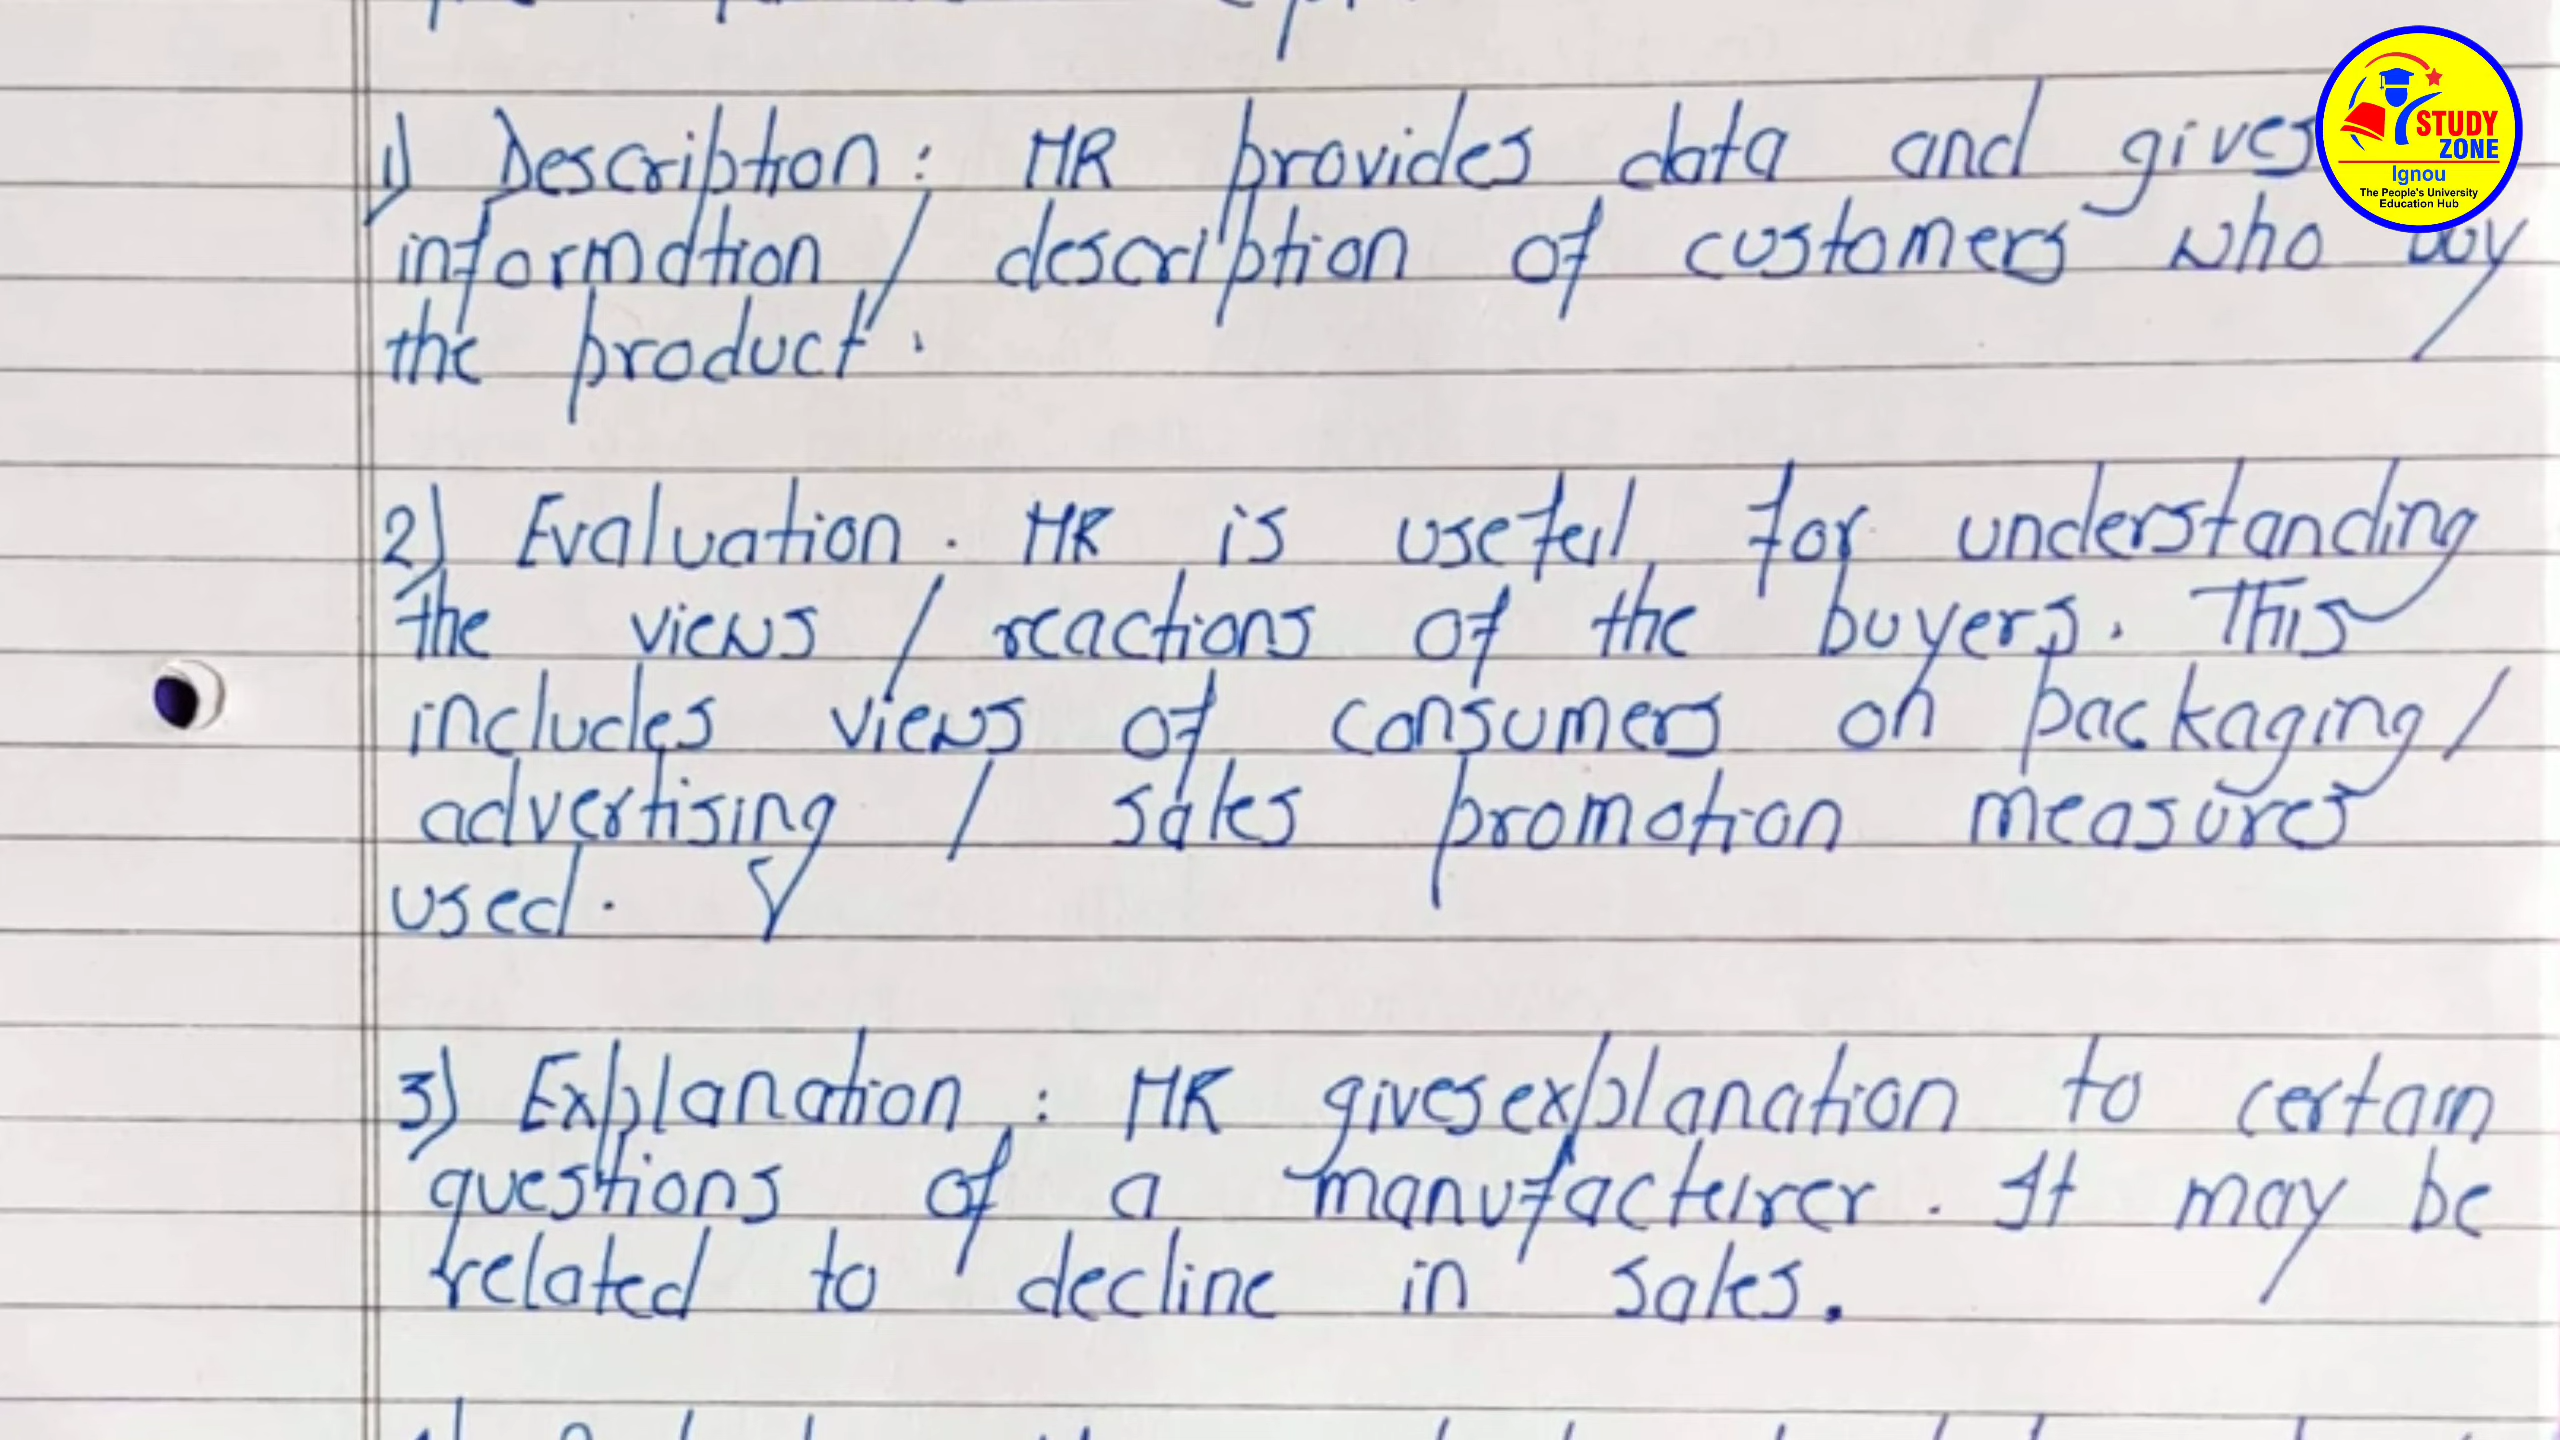 1) Description: MR provides data and gives
information / description of customers who buy
the product.
2) Evaluation. MR is useful for understanding
the views / reactions of the buyers. This
includes views of consumers on packaging /
advertising / sales promotion measures
used.
3) Explanation : MR gives explanation to certain
questions of a manufacturer. It may be
related to decline in sales.
STUDY
ZONE
Ignou
The People's University
Education Hub